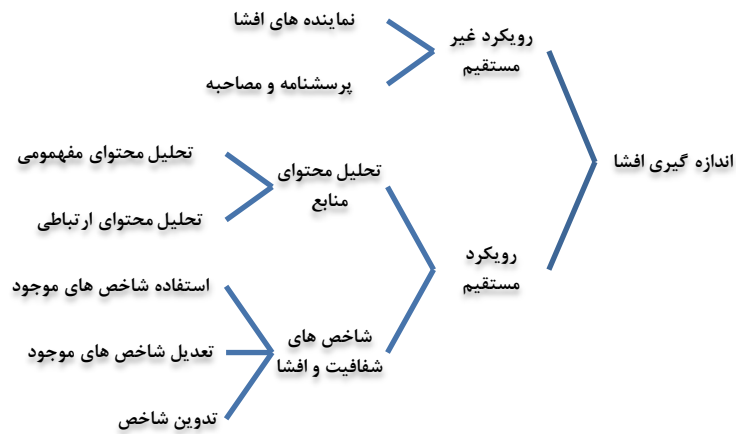 اندازه گیری افشا
رویکرد غیر
مستقیم
نماینده های افشا
پرسشنامه و مصاحبه
رویکرد
مستقیم
تحلیل محتوای
منابع
تحلیل محتوای مفهمومی
تحلیل محتوای ارتباطی
شاخص های
شفافیت و افشا
استفاده شاخص های موجود
تعدیل شاخص های موجود
تدوین شاخص